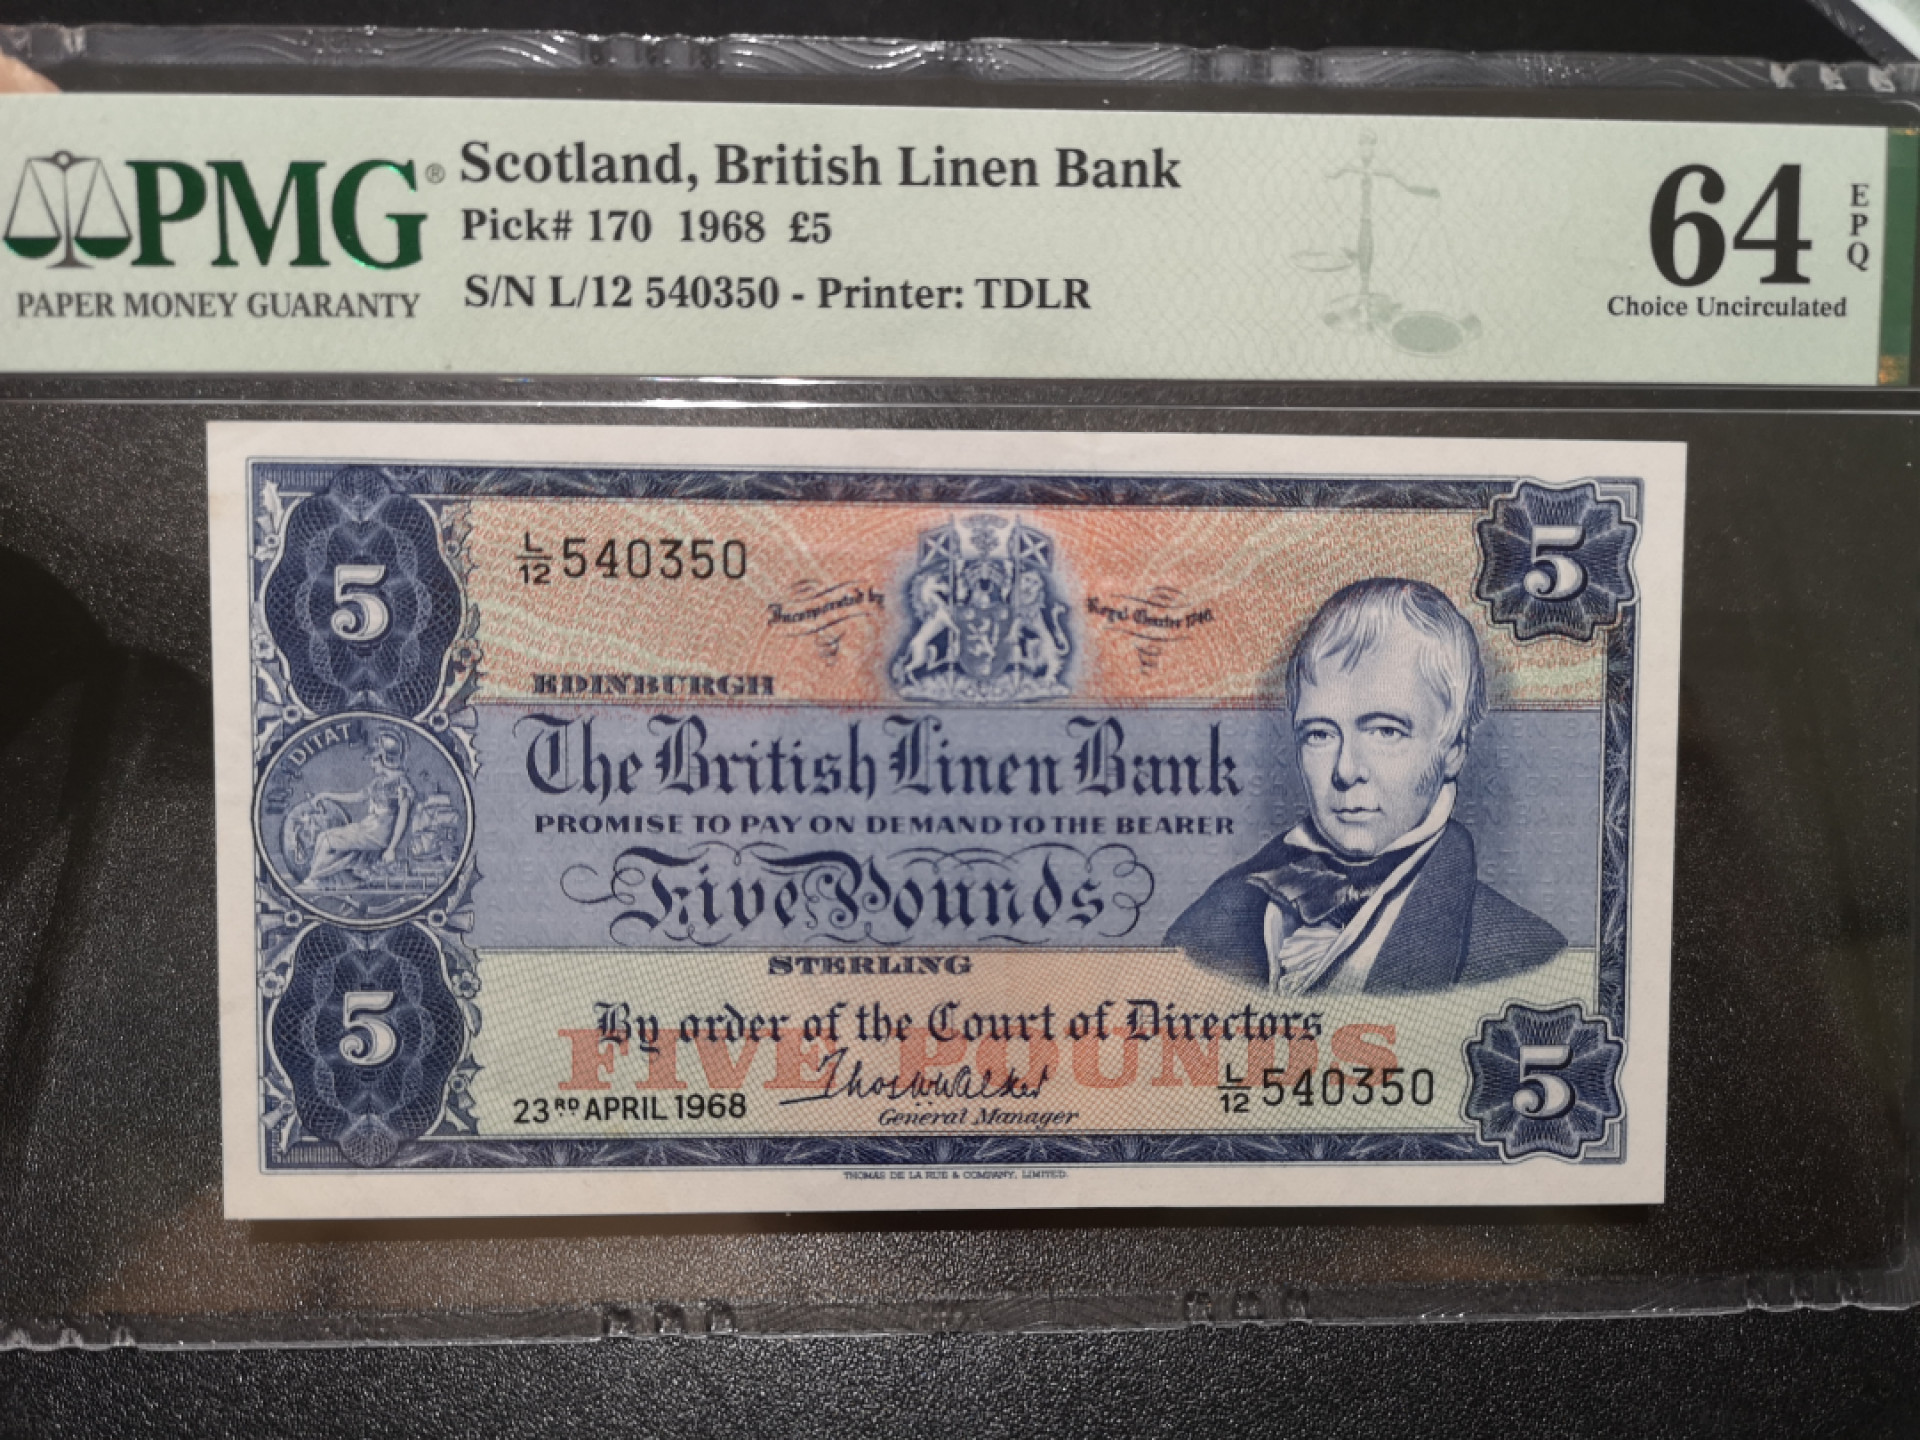 PMG®
PAPER MONEY GUARANTY
Scotland, British Linen Bank
Pick# 170 1968 £5
S/N L/12 540350 - Printer: TDLR
64
EPQ
Choice Uncirculated
5
5
L/12 540350
Incorporated by
Royal Charter 1746.
EDINBURGH
The British Linen Bank
PROMISE TO PAY ON DEMAND TO THE BEARER
Five Pounds
STERLING
By order of the Court of Directors
FIVE POUNDS
Thos W Walker
General Manager
23RD APRIL 1968
L/12 540350
5
5
THOMAS DE LA RUE & COMPANY, LIMITED.